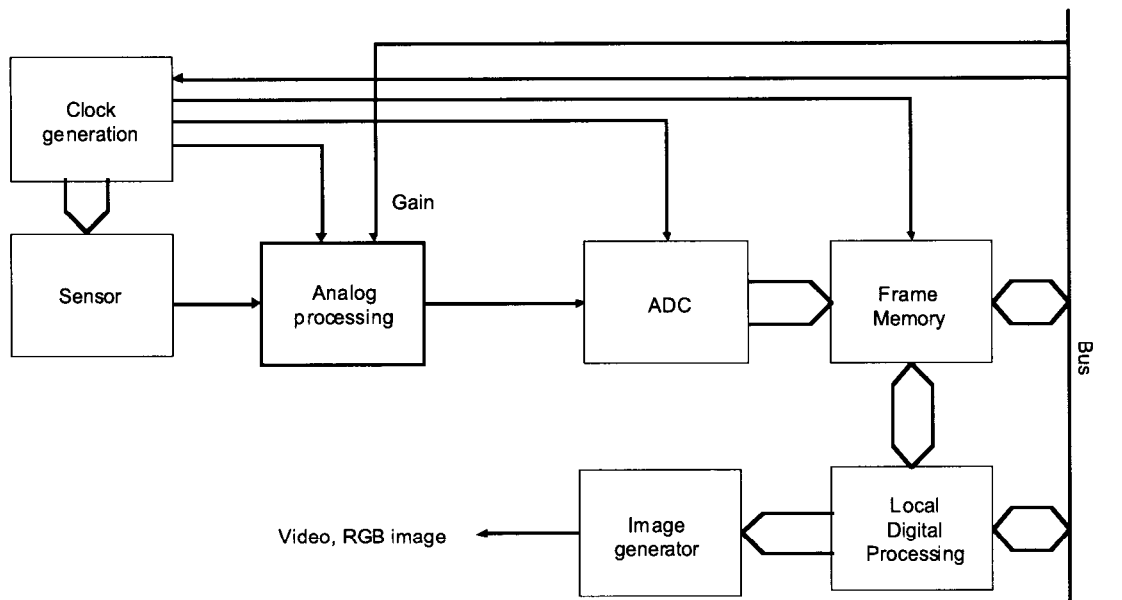 Clock
generation
Gain
Sensor
Analog
processing
ADC
Frame
Memory
Bus
Video, RGB image
Image
generator
Local
Digital
Processing